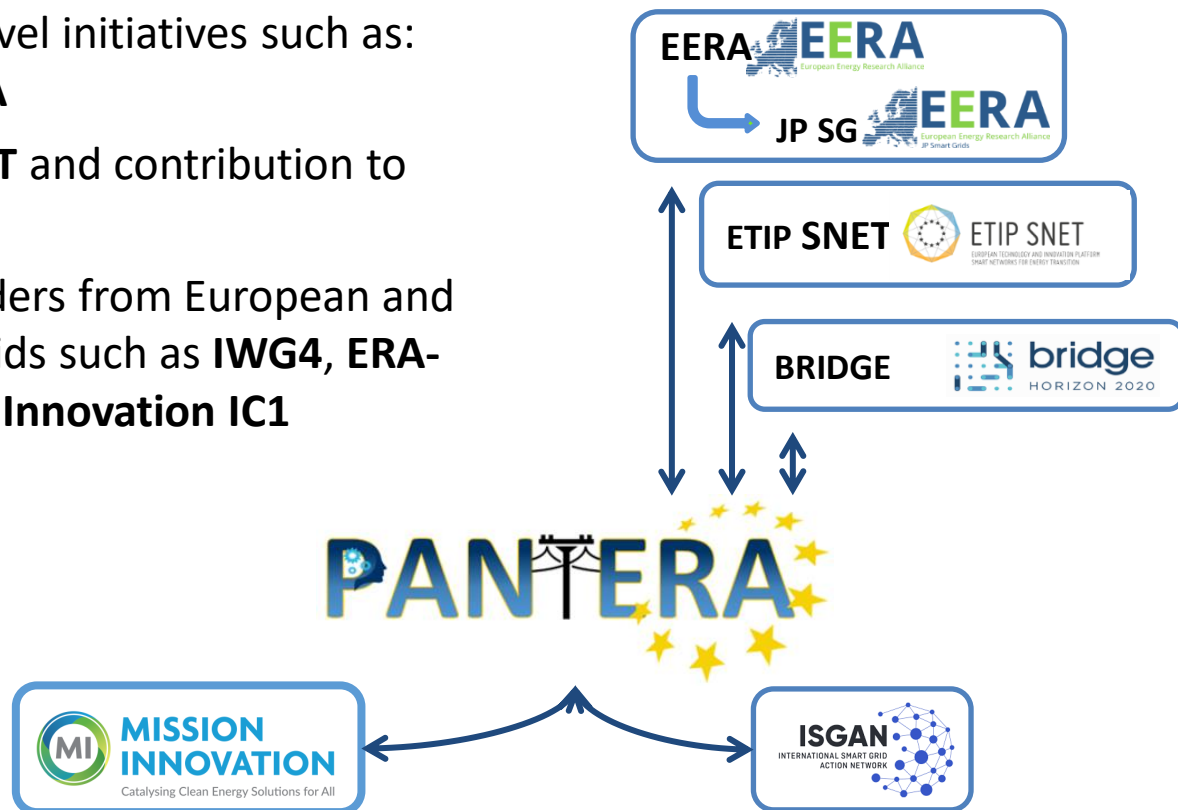 vel initiatives such as:
A
T and contribution to
ders from European and
ids such as IWG4, ERA-
Innovation IC1
EERA
EERA
European Energy Research Alliance
JP SG
EERA
European Energy Research Alliance
JP Smart Grids
ETIP SNET
ETIP SNET
EUROPEAN TECHNOLOGY AND INNOVATION PLATFORM
SMART NETWORKS FOR ENERGY TRANSITION
BRIDGE
bridge
HORIZON 2020
PANTERA
MI
MISSION
INNOVATION
Catalysing Clean Energy Solutions for All
ISGAN
INTERNATIONAL SMART GRID
ACTION NETWORK